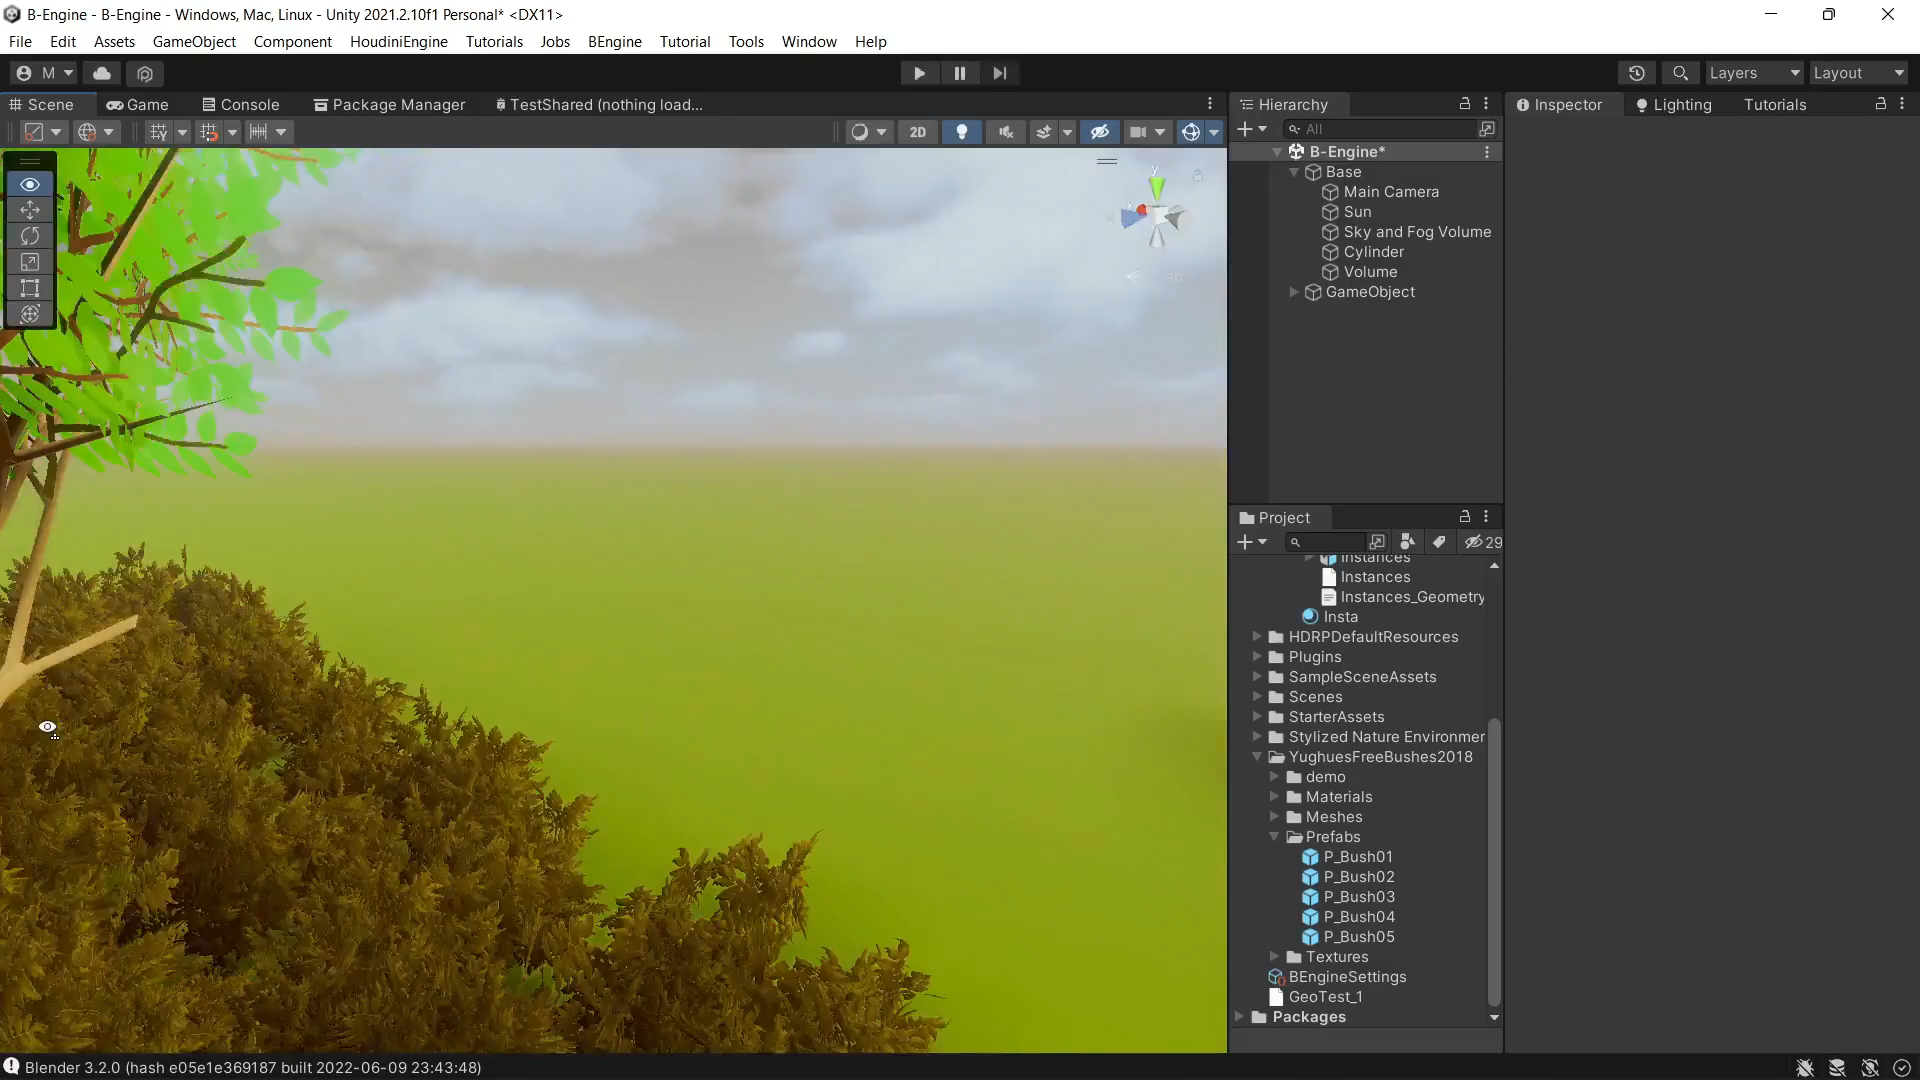 B-Engine - B-Engine - Windows, Mac, Linux - Unity 2021.2.10f1 Personal* <DX11>
File Edit Assets GameObject Component HoudiniEngine Tutorials Jobs BEngine Tutorial Tools Window Help
M Layers Layout
Scene Game Console Package Manager TestShared (nothing load...
2D
Hierarchy
All
B-Engine*
Base
Main Camera
Sun
Sky and Fog Volume
Cylinder
Volume
GameObject
Inspector Lighting Tutorials
y
x
Project
29
Instances
Instances
Instances_Geometry
Insta
HDRPDefaultResources
Plugins
SampleSceneAssets
Scenes
StarterAssets
Stylized Nature Environmer
YughuesFreeBushes2018
demo
Materials
Meshes
Prefabs
P_Bush01
P_Bush02
P_Bush03
P_Bush04
P_Bush05
Textures
BEngineSettings
GeoTest_1
Packages
Blender 3.2.0 (hash e05e1e369187 built 2022-06-09 23:43:48)